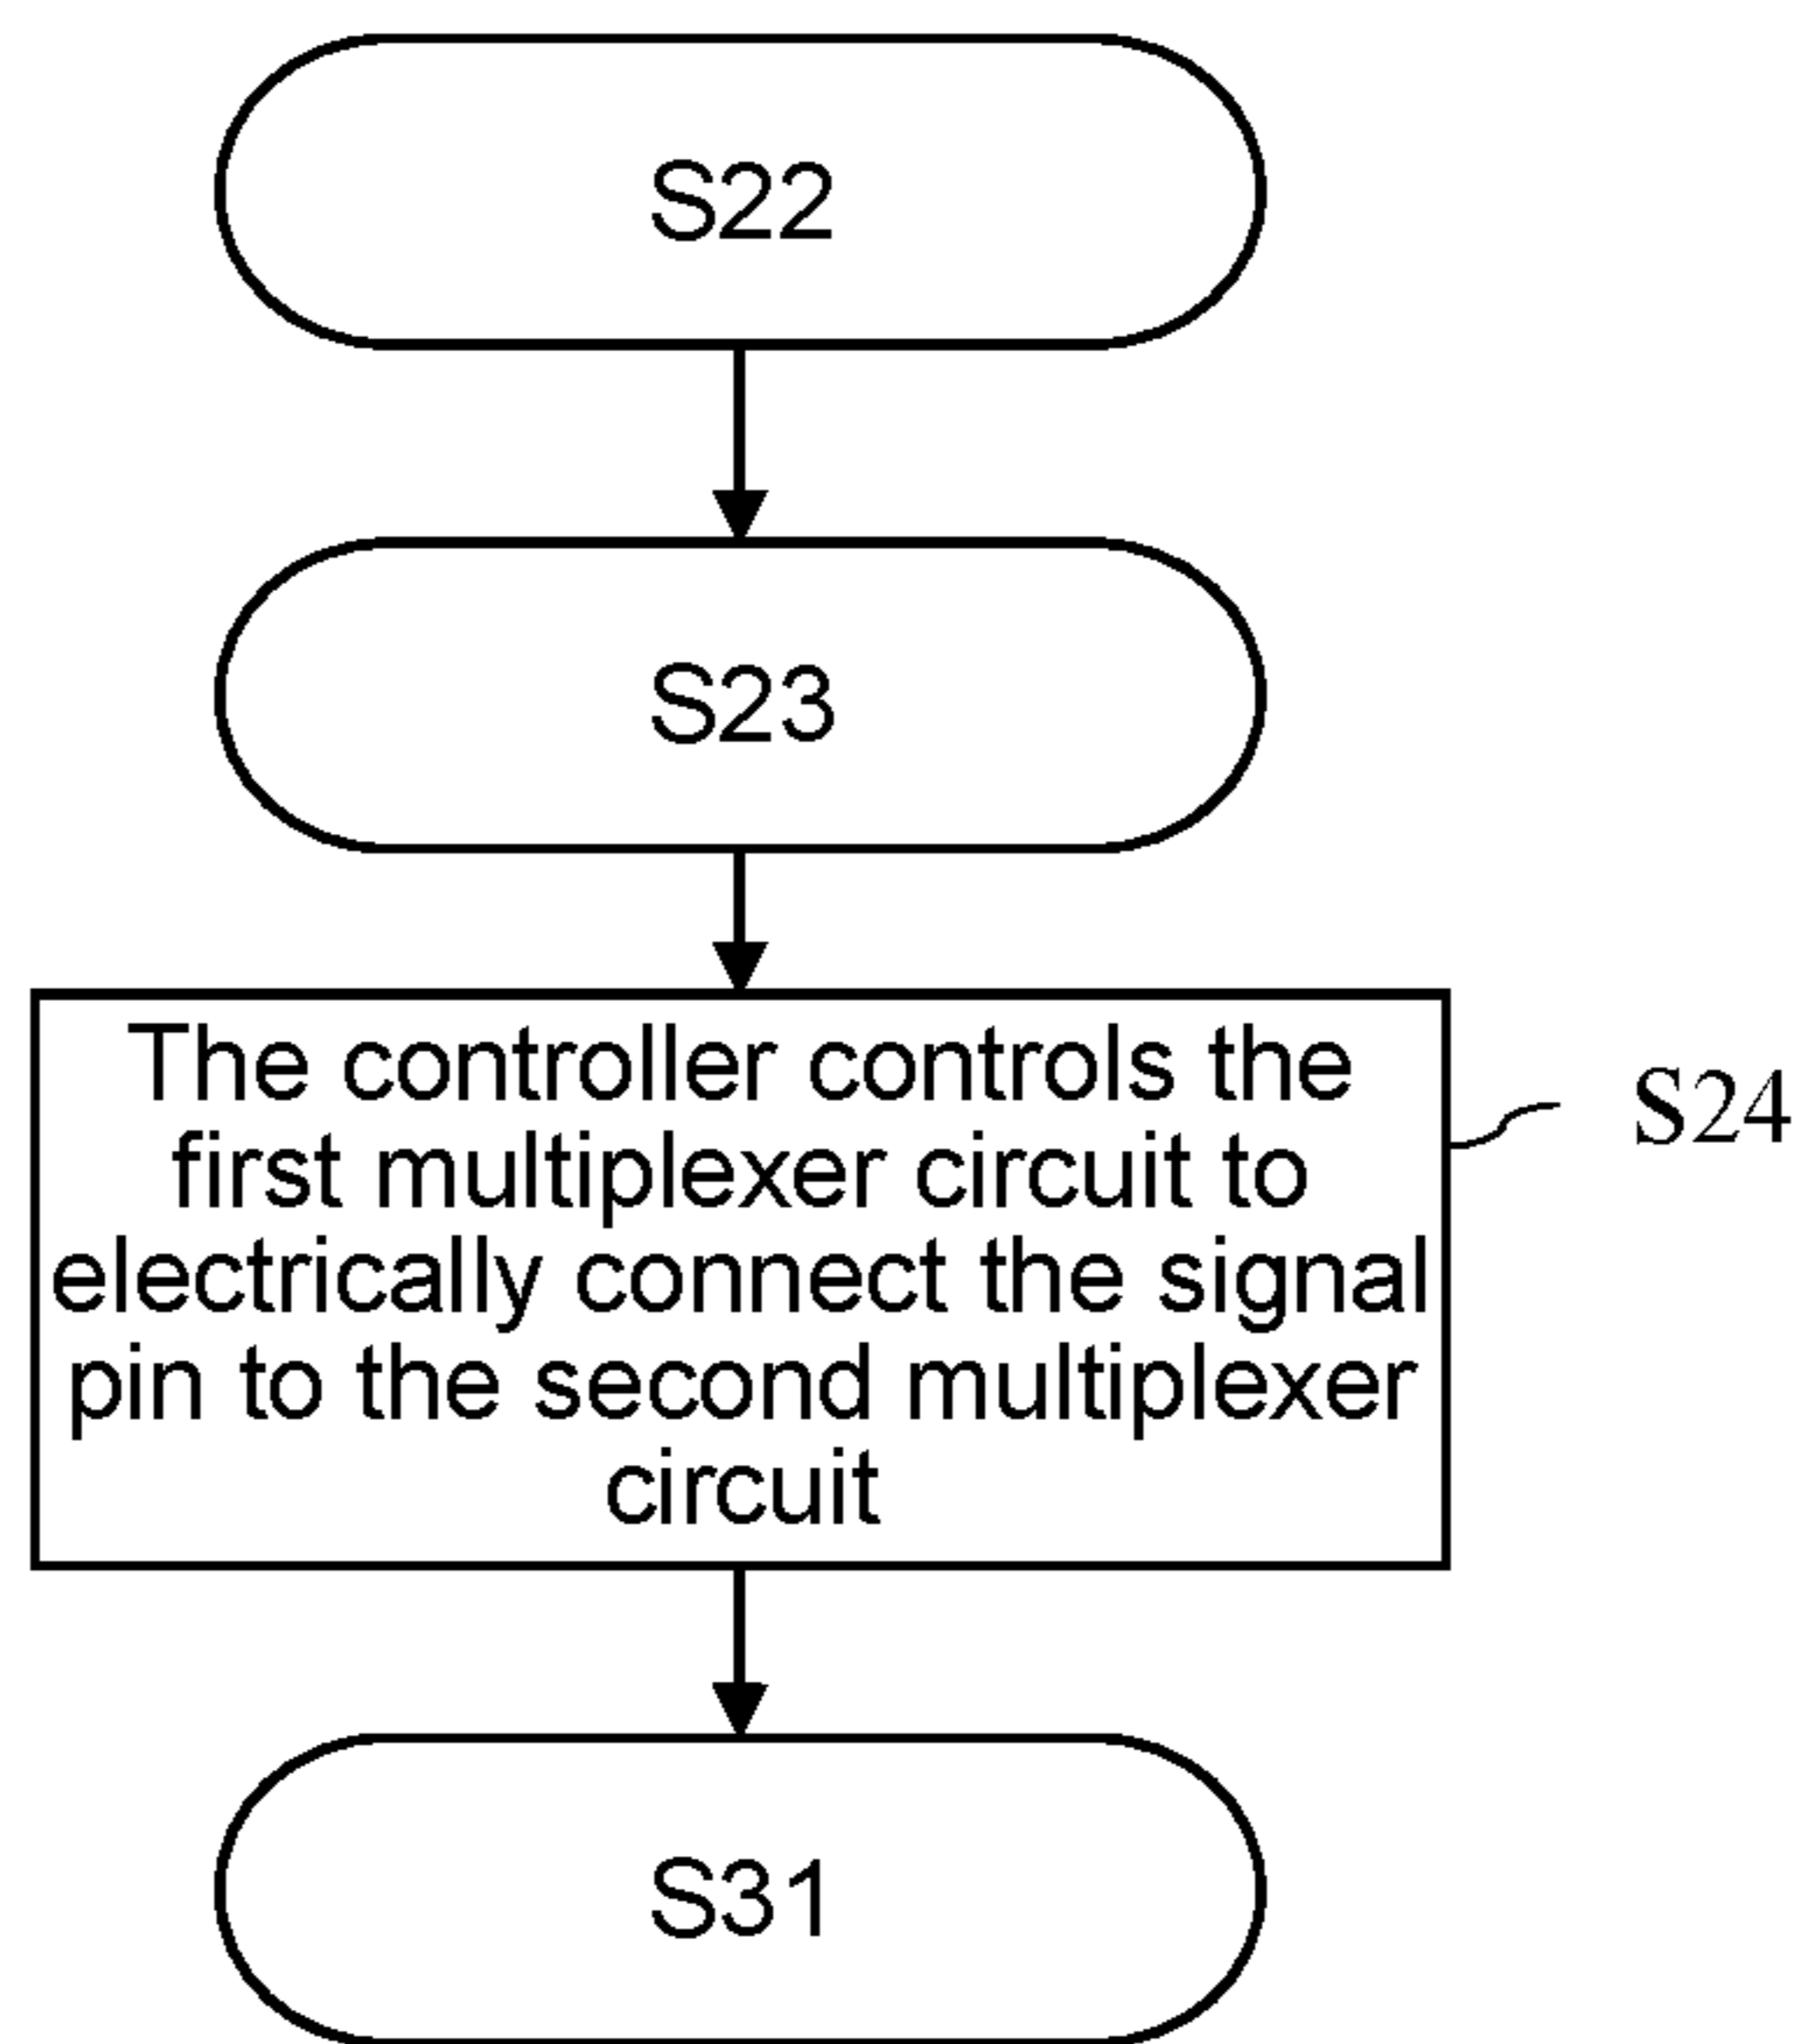 S22
S23
The controller controls the
first multiplexer circuit to
electrically connect the signal
pin to the second multiplexer
circuit
S24
S31